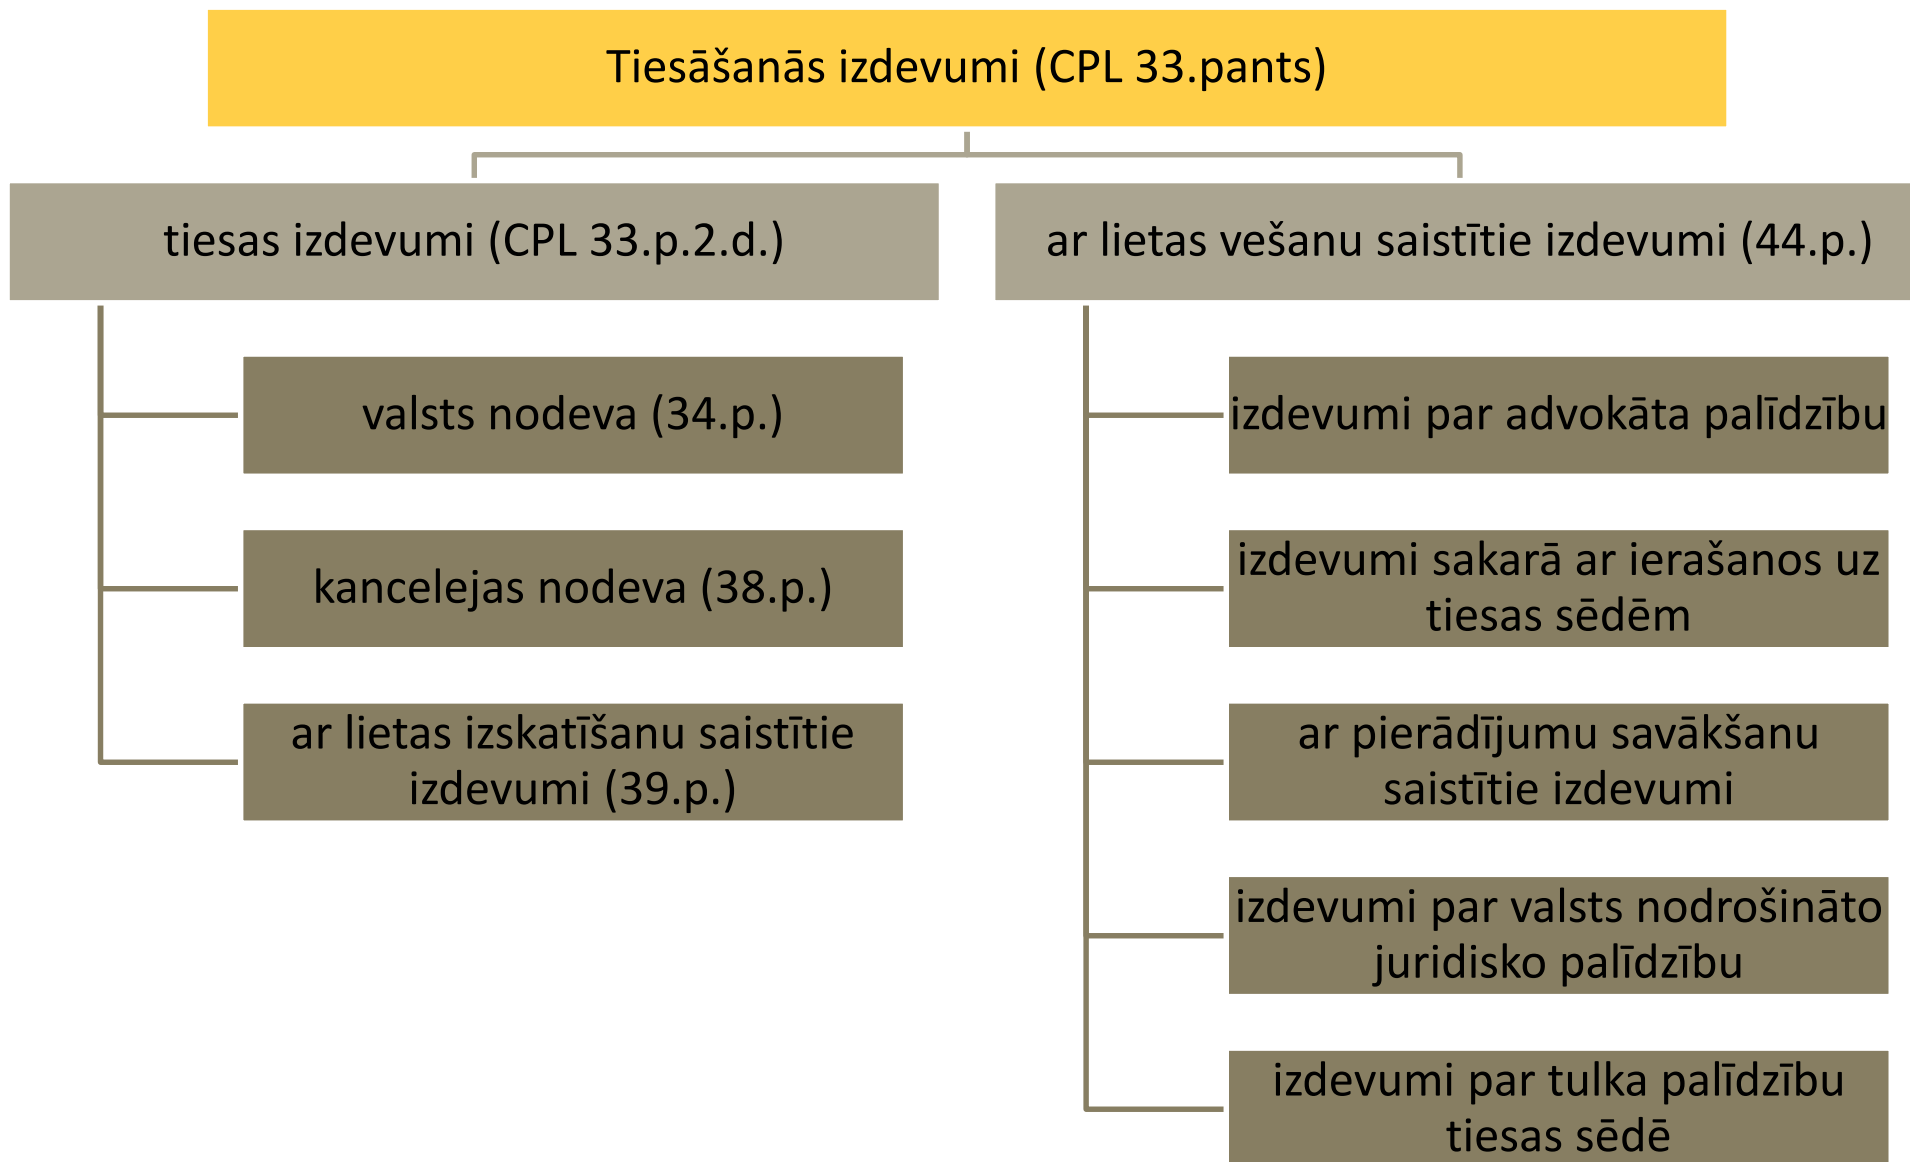 Tiesāšanās izdevumi (CPL 33.pants)
tiesas izdevumi (CPL 33.p.2.d.)
valsts nodeva (34.p.)
kancelejas nodeva (38.p.)
ar lietas izskatīšanu saistītie
izdevumi (39.p.)
ar lietas vešanu saistītie izdevumi (44.p.)
izdevumi par advokāta palīdzību
izdevumi sakarā ar ierašanos uz
tiesas sēdēm
ar pierādījumu savākšanu
saistītie izdevumi
izdevumi par valsts nodrošināto
juridisko palīdzību
izdevumi par tulka palīdzību
tiesas sēdē